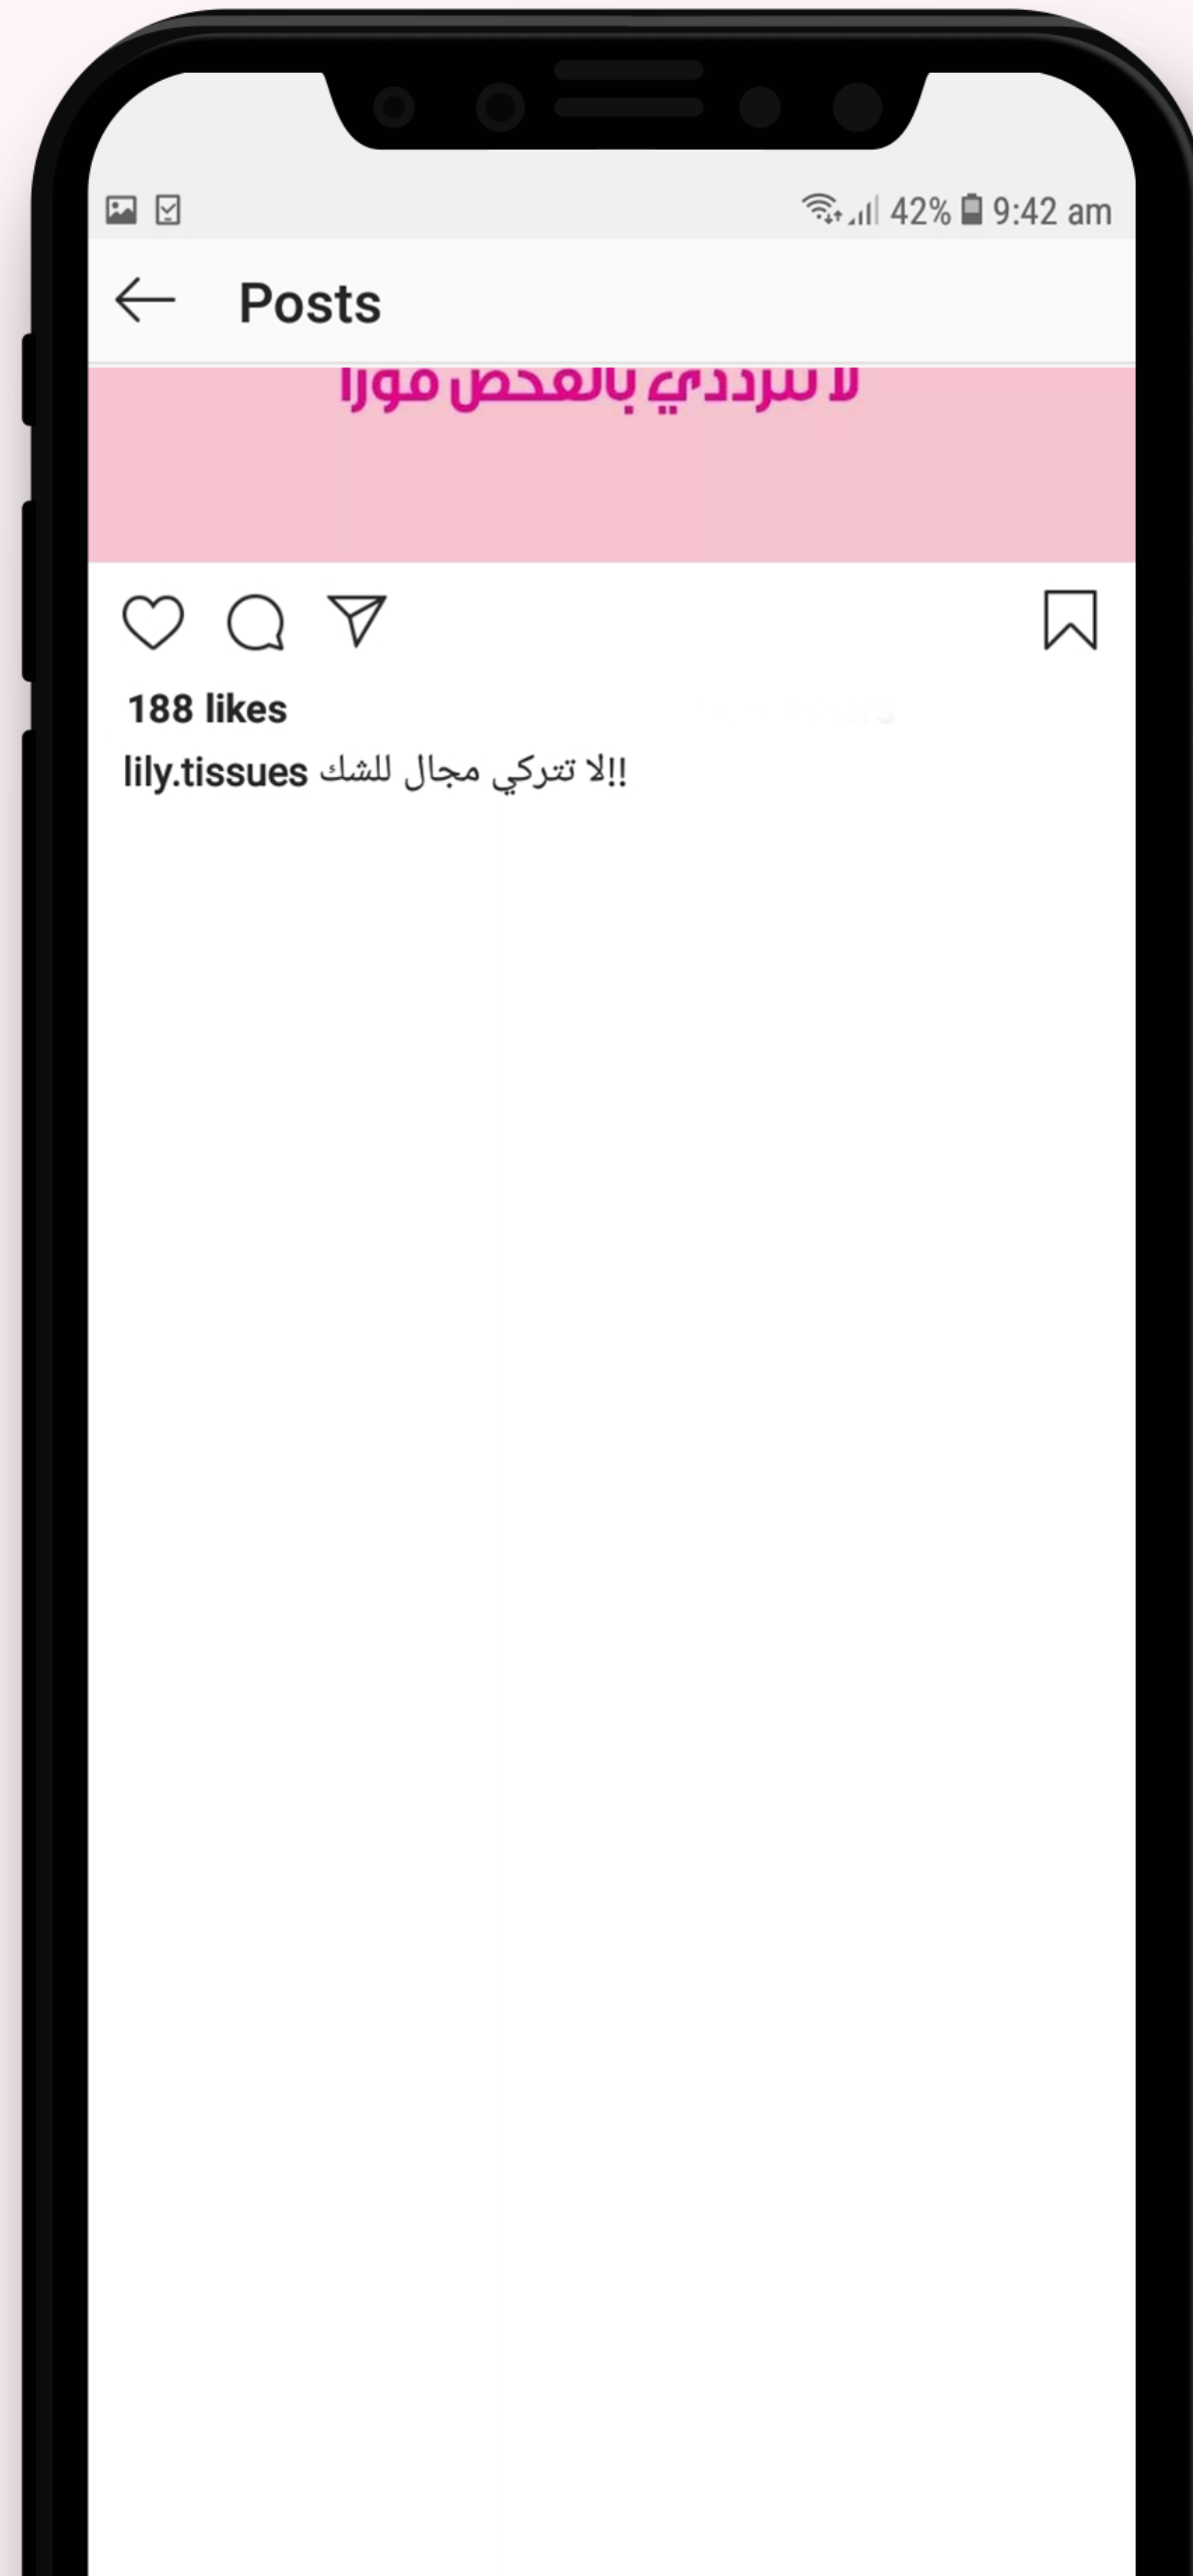 42% 9:42 am
Posts
لا تترددي بالفحص فوراً
188 likes
lily.tissues لا تتركي مجال للشك!!